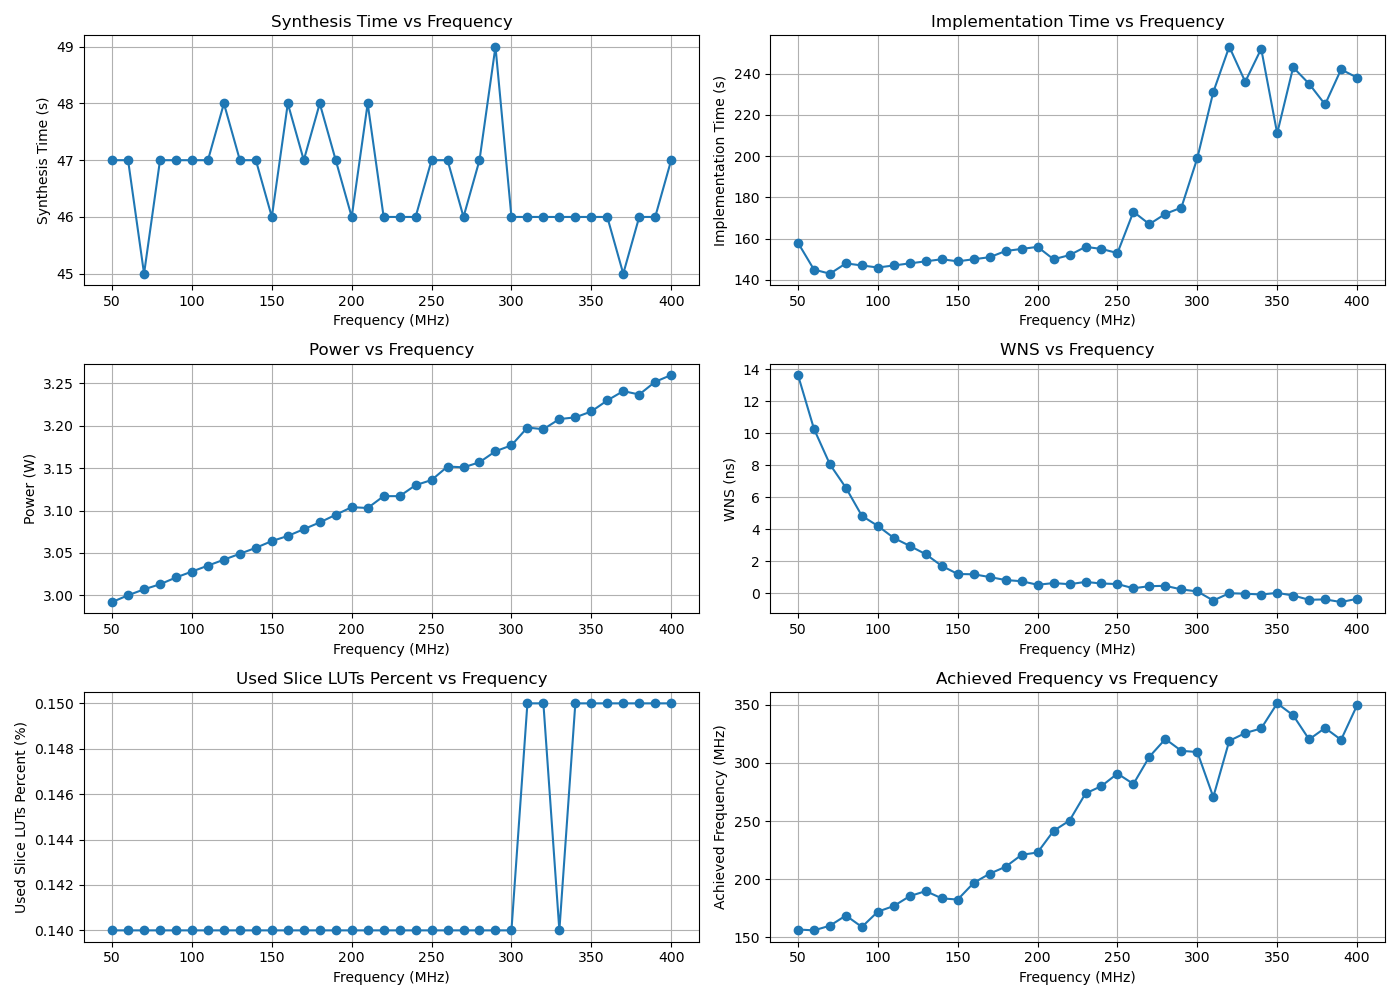 Synthesis Time vs Frequency
Synthesis Time (s)
49
48
47
46
45
50 100 150 200 250 300 350 400
Frequency (MHz)
Implementation Time vs Frequency
Implementation Time (s)
240
220
200
180
160
140
50 100 150 200 250 300 350 400
Frequency (MHz)
Power vs Frequency
Power (W)
3.25
3.20
3.15
3.10
3.05
3.00
50 100 150 200 250 300 350 400
Frequency (MHz)
WNS vs Frequency
WNS (ns)
14
12
10
8
6
4
2
0
50 100 150 200 250 300 350 400
Frequency (MHz)
Used Slice LUTs Percent vs Frequency
Used Slice LUTs Percent (%)
0.150
0.148
0.146
0.144
0.142
0.140
50 100 150 200 250 300 350 400
Frequency (MHz)
Achieved Frequency vs Frequency
Achieved Frequency (MHz)
350
300
250
200
150
50 100 150 200 250 300 350 400
Frequency (MHz)